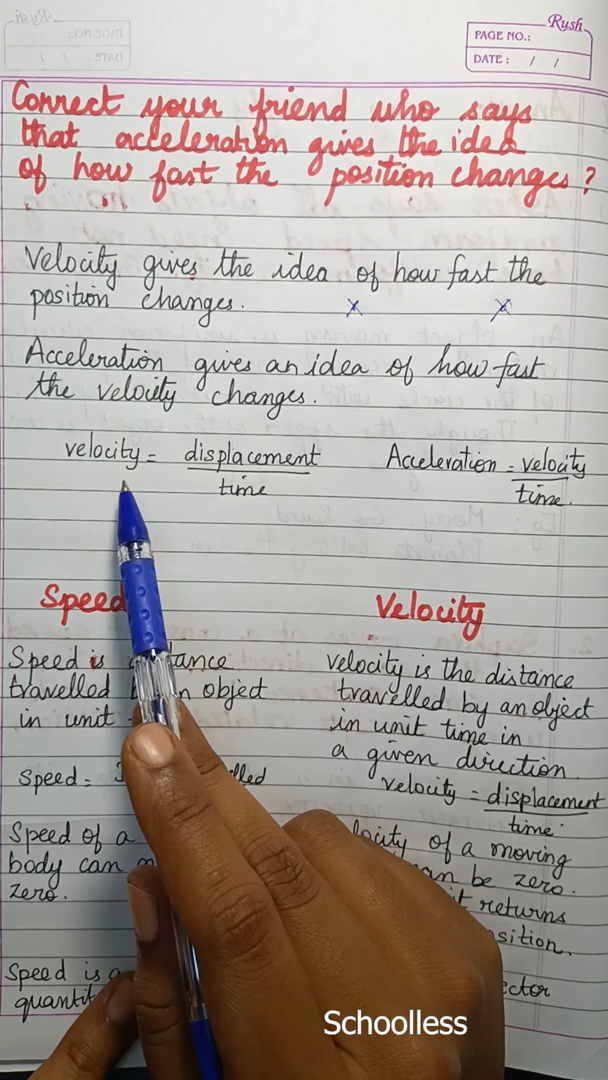 Rush
PAGE NO.:
DATE: / /
Correct your friend who says
that acceleration gives the idea
of how fast the position changes?
Velocity gives the idea of how fast the
position changes.
Acceleration gives an idea of how fast
the velocity changes.
velocity = displacement
time
Acceleration = velocity
time.
Speed
Speed is
travelled object
in unit
Speed =
Speed of a
body can
zero.
Speed is a
Velocity
velocity is the distance
travelled by an object
in unit time in
a given direction.
velocity = displacement
time.
of a moving
can be zero.
returns
Schoolless